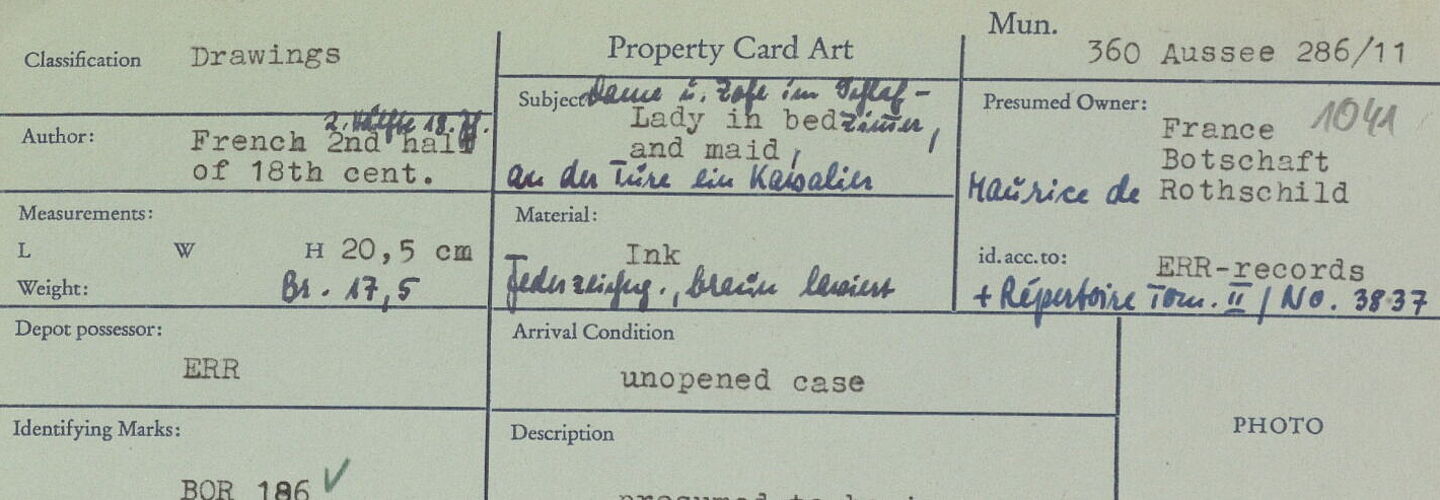 Classification Drawings
Property Card Art
Mun.
360 Aussee 286/11
Author: 2. Hälfte 18. Jh.
French 2nd half
of 18th cent.
Subject Dame u. Zofe im Schlaf-
Lady in bedzimmer,
and maid,
an der Türe ein Kavalier
Presumed Owner: 1041
France
Botschaft
Maurice de Rothschild
id. acc. to: ERR-records
+ Répertoire Tom. II / No. 3837
Measurements:
L W H 20,5 cm
Weight: Br. 17,5
Material:
Ink
Federzeichng., braun laviert
Depot possessor:
ERR
Arrival Condition
unopened case
Identifying Marks:
BOR 186
Description
PHOTO